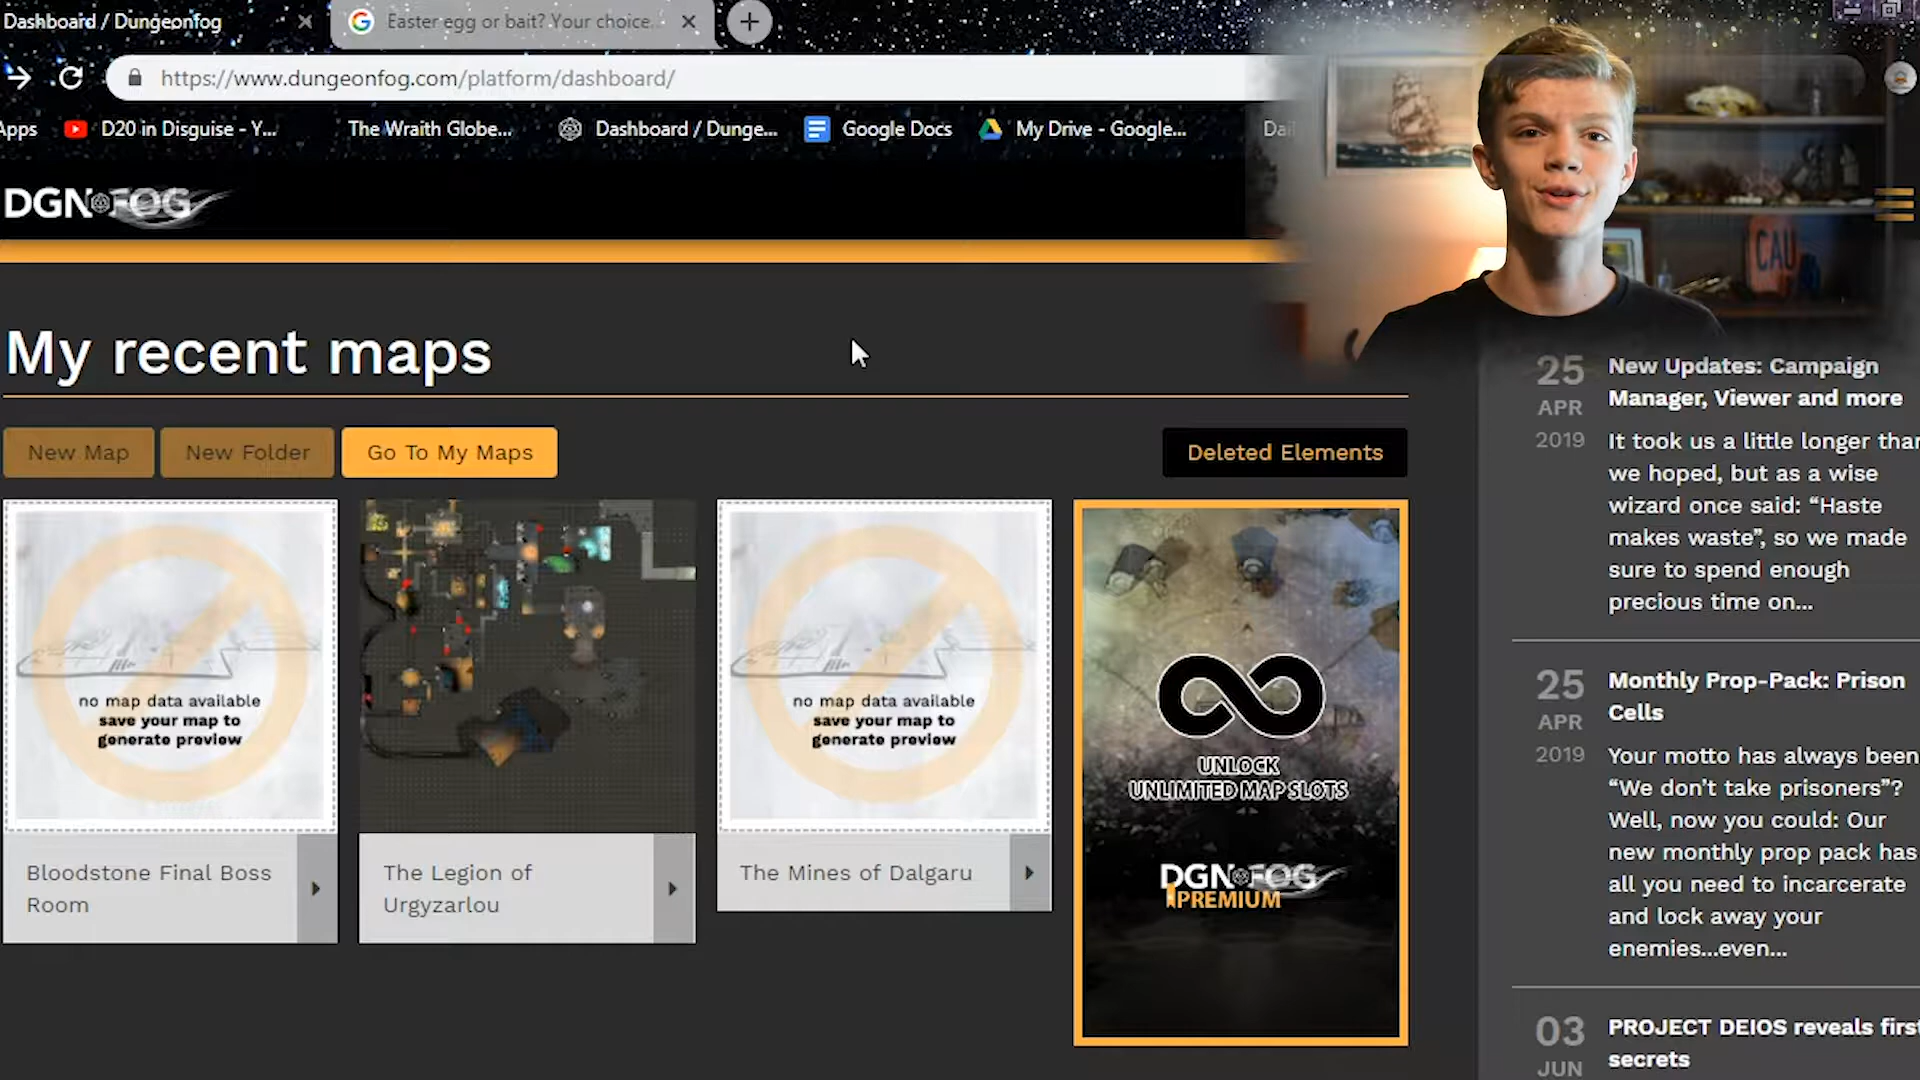 Dashboard / Dungeonfog
Easter egg or bait? Your choice.
https://www.dungeonfog.com/platform/dashboard/
Apps
D20 in Disguise - Y...
The Wraith Globe...
Dashboard / Dunge...
Google Docs
My Drive - Google...
Dai
DGNFOG
CAU
My recent maps
New Map
New Folder
Go To My Maps
Deleted Elements
no map data available
save your map to
generate preview
no map data available
save your map to
generate preview
UNLOCK
UNLIMITED MAP SLOTS
DGNFOG
PREMIUM
Bloodstone Final Boss
Room
The Legion of
Urgyzarlou
The Mines of Dalgaru
25
APR
2019
New Updates: Campaign
Manager, Viewer and more
It took us a little longer than
we hoped, but as a wise
wizard once said: “Haste
makes waste”, so we made
sure to spend enough
precious time on...
25
APR
2019
Monthly Prop-Pack: Prison
Cells
Your motto has always been
“We don’t take prisoners”?
Well, now you could: Our
new monthly prop pack has
all you need to incarcerate
and lock away your
enemies...even...
03
JUN
PROJECT DEIOS reveals first
secrets